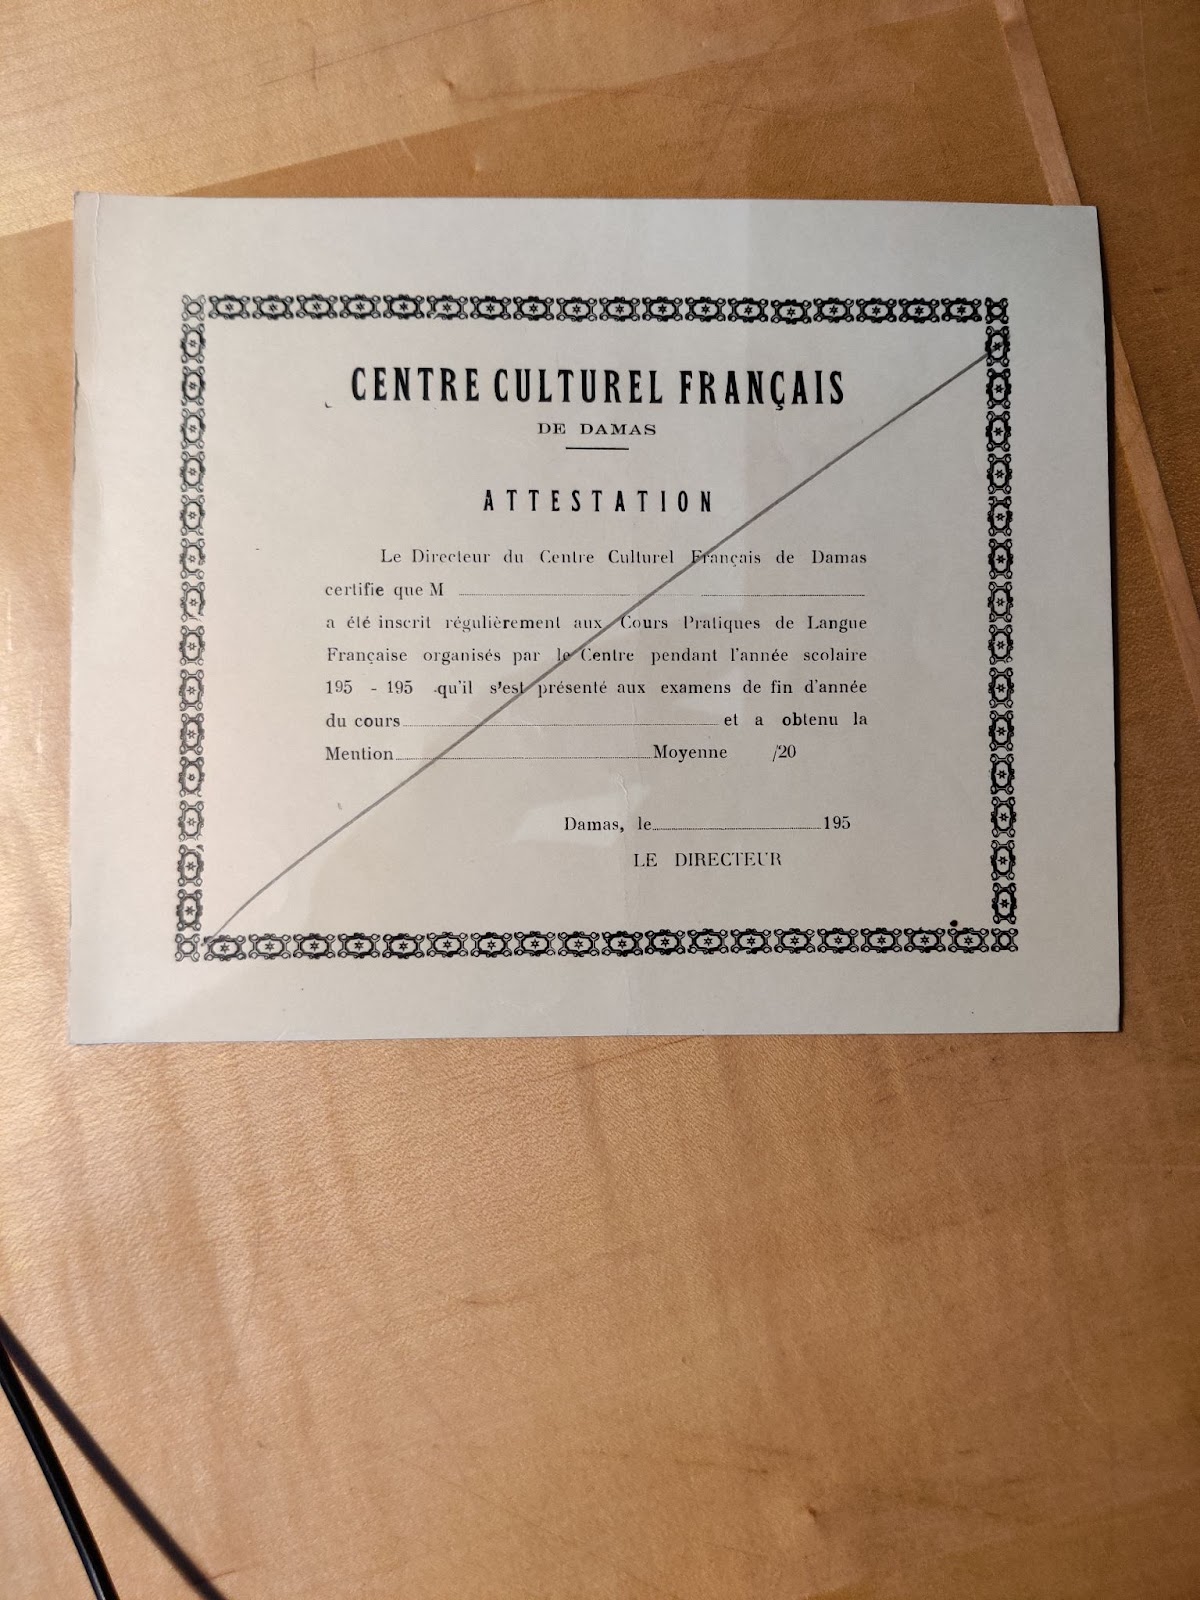 CENTRE CULTUREL FRANÇAIS
DE DAMAS
ATTESTATION
Le Directeur du Centre Culturel Français de Damas
certifie que M
a été inscrit régulièrement aux Cours Pratiques de Langue
Française organisés par le Centre pendant l'année scolaire
195 - 195 qu'il s'est présenté aux examens de fin d'année
du cours et a obtenu la
Mention Moyenne /20
Damas, le 195
LE DIRECTEUR